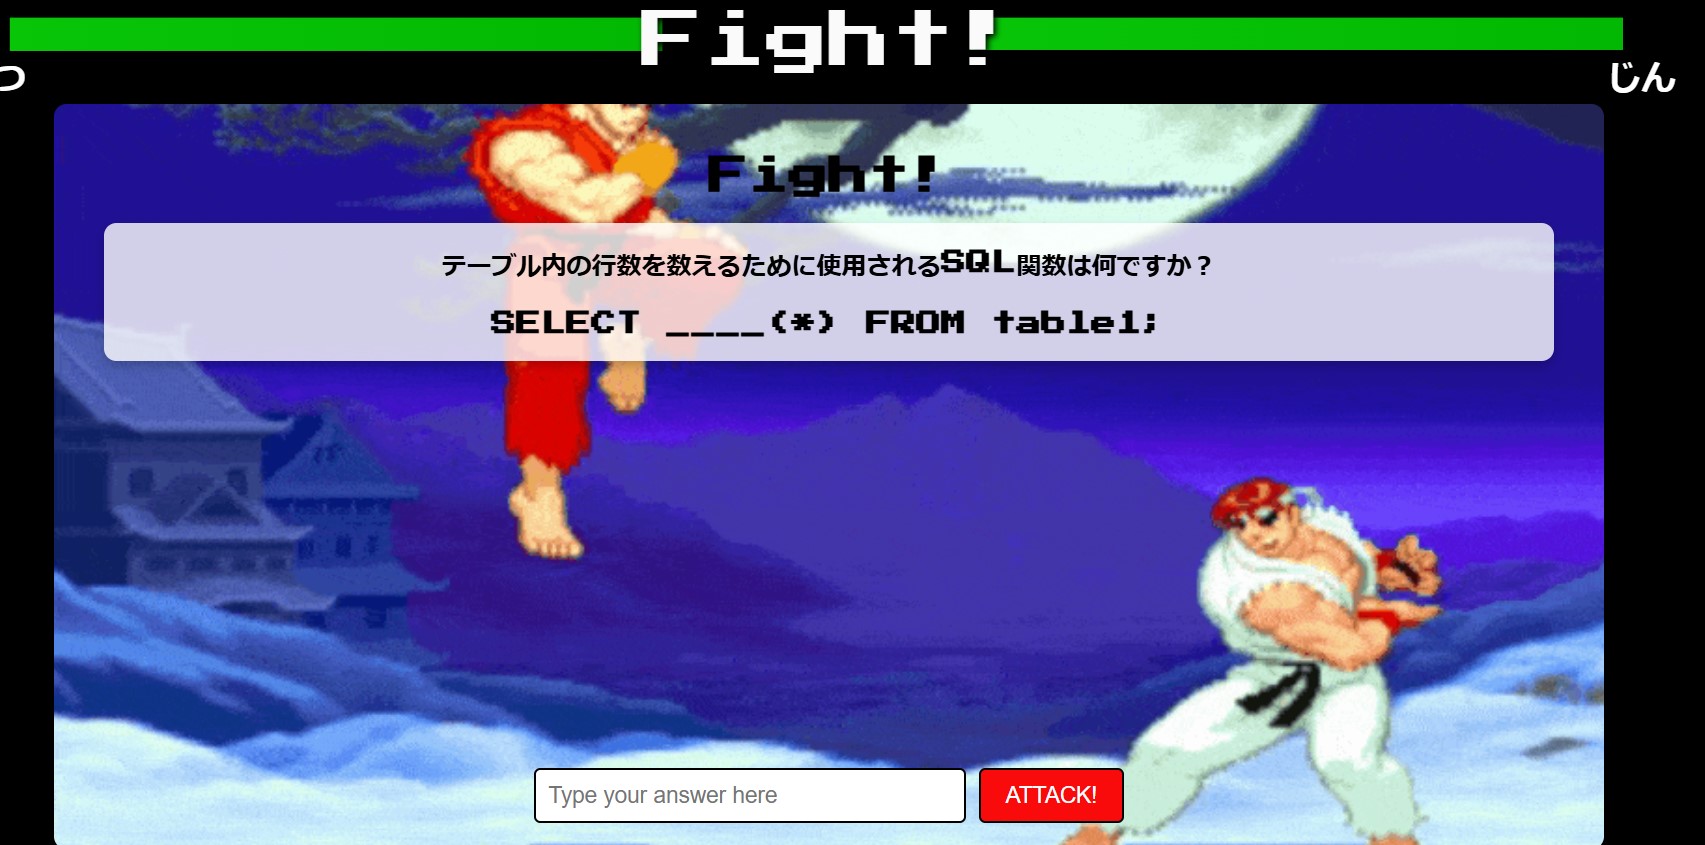 Fight!
つ
じん
Fight!
テーブル内の行数を数えるために使用されるSQL関数は何ですか？
SELECT ____(*) FROM table1;
Type your answer here
ATTACK!